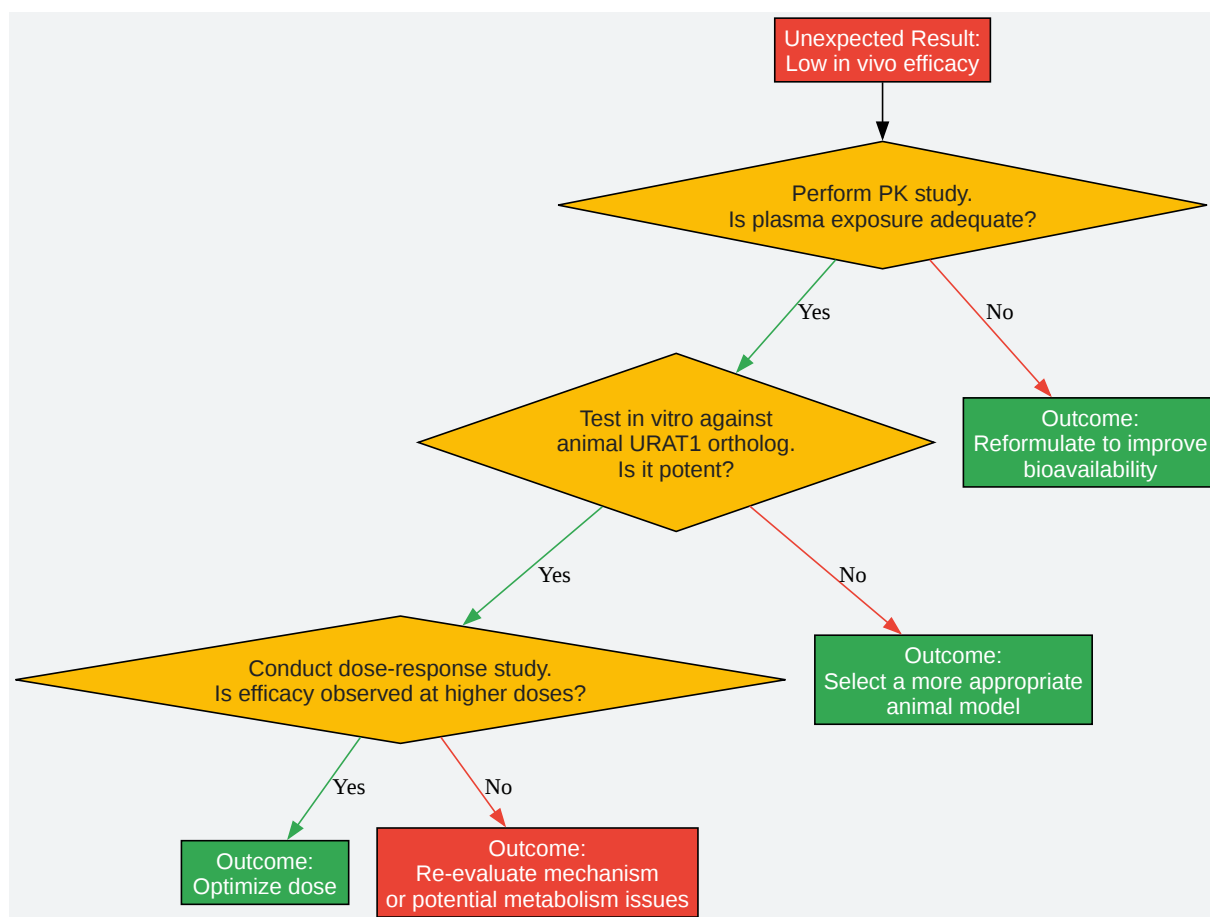 Unexpected Result:
Low in vivo efficacy
Perform PK study.
Is plasma exposure adequate?
Yes
No
Test in vitro against
animal URAT1 ortholog.
Is it potent?
Outcome:
Reformulate to improve
bioavailability
Yes
No
Conduct dose-response study.
Is efficacy observed at higher doses?
Outcome:
Select a more appropriate
animal model
Yes
No
Outcome:
Optimize dose
Outcome:
Re-evaluate mechanism
or potential metabolism issues